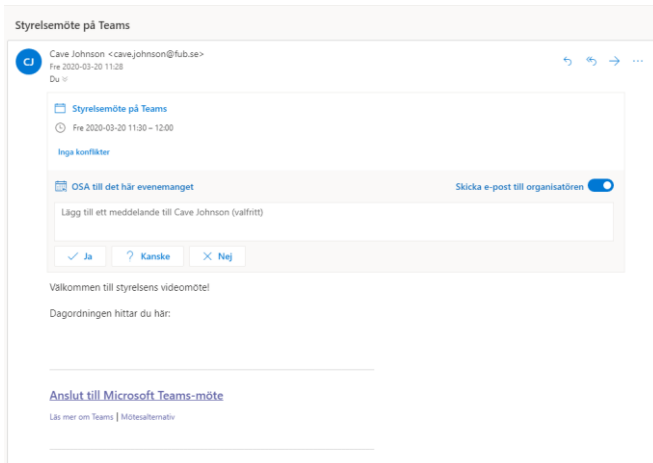 Styrelsemöte på Teams
CJ
Cave Johnson <cave.johnson@fub.se>
Fre 2020-03-20 11:28
Du
Styrelsemöte på Teams
Fre 2020-03-20 11:30 – 12:00
Inga konflikter
OSA till det här evenemanget
Skicka e-post till organisatören
Lägg till ett meddelande till Cave Johnson (valfritt)
Ja
Kanske
Nej
Välkommen till styrelsens videomöte!
Dagordningen hittar du här:
Anslut till Microsoft Teams-möte
Läs mer om Teams | Mötesalternativ